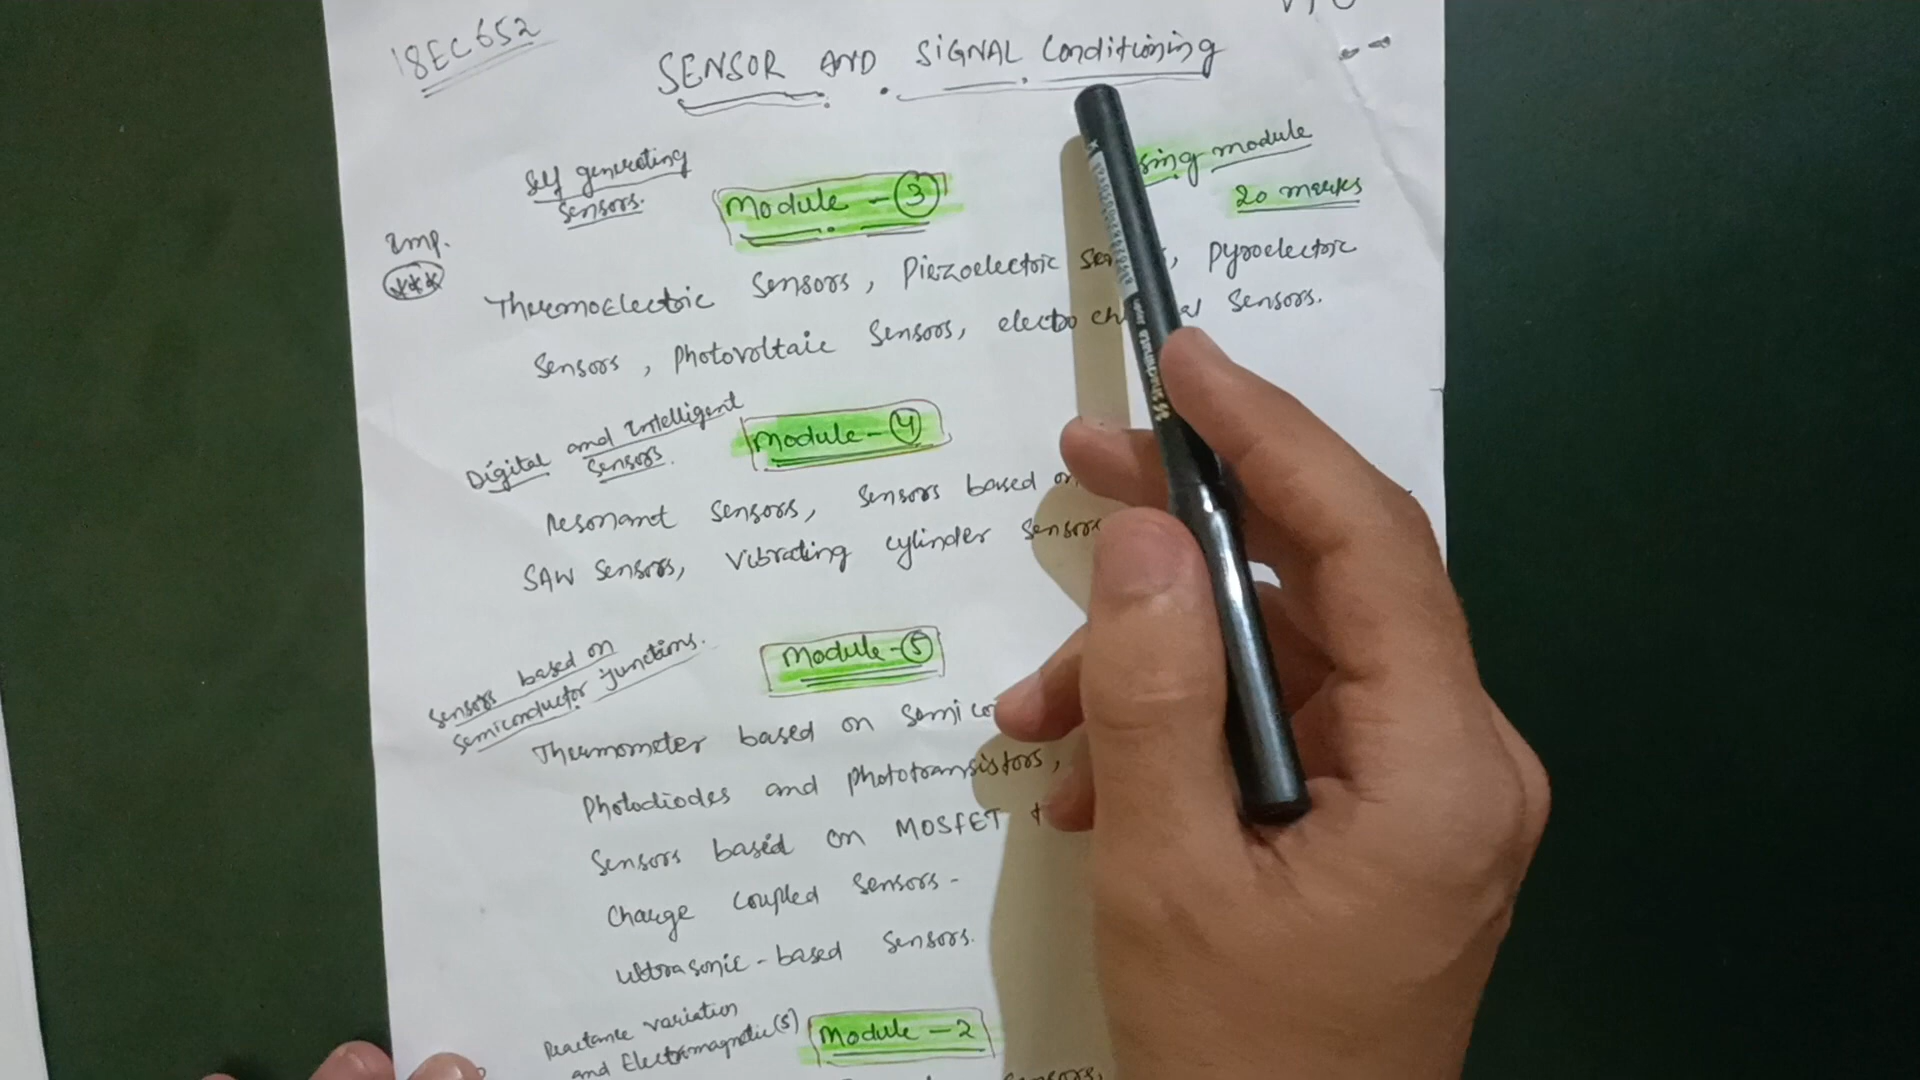 18EC652
SENSOR AND SIGNAL Conditioning
Self generating
Sensors.
Module - 3
sing module
20 marks
Imp.
***
Thermoelectric Sensors, Piezoelectric Sen , Pyroelectric
Sensors, Photovoltaic Sensors, electro ch al Sensors.
Digital and Intelligent
Sensors.
Module - 4
Resonant Sensors, Sensors based on
SAW Sensors, Vibrating cylinder Sensors
Sensors based on
Semiconductor junctions.
Module - 5
Thermometer based on Semico
Photodiodes and phototransistors,
Sensors based on MOSFET
Charge coupled Sensors -
ultrasonic - based Sensors.
Reactance variation
and Electromagnetic(s)
Module - 2
Sensors,